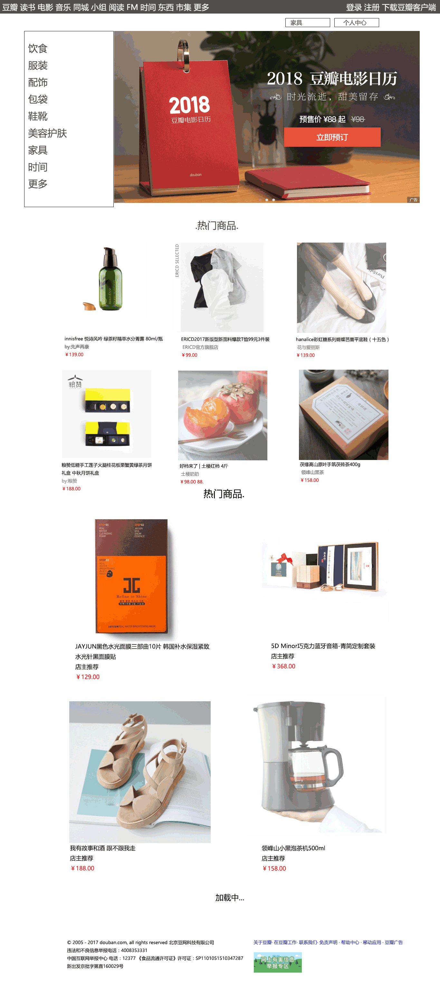 豆瓣 读书 电影 音乐 同城 小组 阅读 FM 时间 东西 市集 更多
登录 注册 下载豆瓣客户端
家具
个人中心
饮食
服装
配饰
包袋
鞋靴
美容护肤
家具
时间
更多
2018
豆瓣电影日历
douban
2018 豆瓣电影日历
时光流逝，甜美留存
预售价 ¥88 起 ¥98
立即预订
广告
.热门商品.
innisfree
ERICD SELECTED
Portfolio
innisfree 悦诗风吟 绿茶籽精萃水分菁露 80ml/瓶
by:先声再康
¥139.00
ERICD2017新版型新面料爆款T恤99元3件装
ERICD官方旗舰店
¥99.00
hanalice彩虹糖系列蝴蝶芭蕾平底鞋（十五色）
花与爱丽斯
¥139.00
粮赞
粮赞低糖手工莲子火腿桂花板栗蟹黄绿茶月饼
礼盒 中秋月饼礼盒
by:粮赞
¥188.00
好柿来了 | 土楼红柿 4斤
土楼奶奶
¥98.00 88.
茯缘高山原叶手筑茯砖茶400g
领峰山黑茶
¥158.00
热门商品.
STEP01
REAL
WATER
CLEANSING
FOAM
STEP02
JAYJUN
VITA
SNOW
ESSENCE
STEP03
REAL
WATER
BRIGHTENING
BLACK
MASK
Refine to Shine
JAYJUN REAL WATER BRIGHTENING MASK
JAYJUN黑色水光面膜三部曲10片 韩国补水保湿紧致
水光针黑面膜贴
店主推荐
¥129.00
5D Minor巧克力蓝牙音箱-青简定制套装
店主推荐
¥368.00
我有故事和酒 跟不跟我走
店主推荐
¥188.00
领峰山小黑泡茶机500ml
店主推荐
¥158.00
加载中...
© 2005 - 2017 douban.com, all rights reserved 北京豆网科技有限公司
违法和不良信息举报电话：4008353331
中国互联网举报中心 电话：12377 《食品流通许可证》许可证：SP1101051510347287
新出发京批字第直160029号
关于豆瓣· 在豆瓣工作· 联系我们· 免责声明 · 帮助中心 · 移动应用 · 豆瓣广告
网上有害信息
举报专区